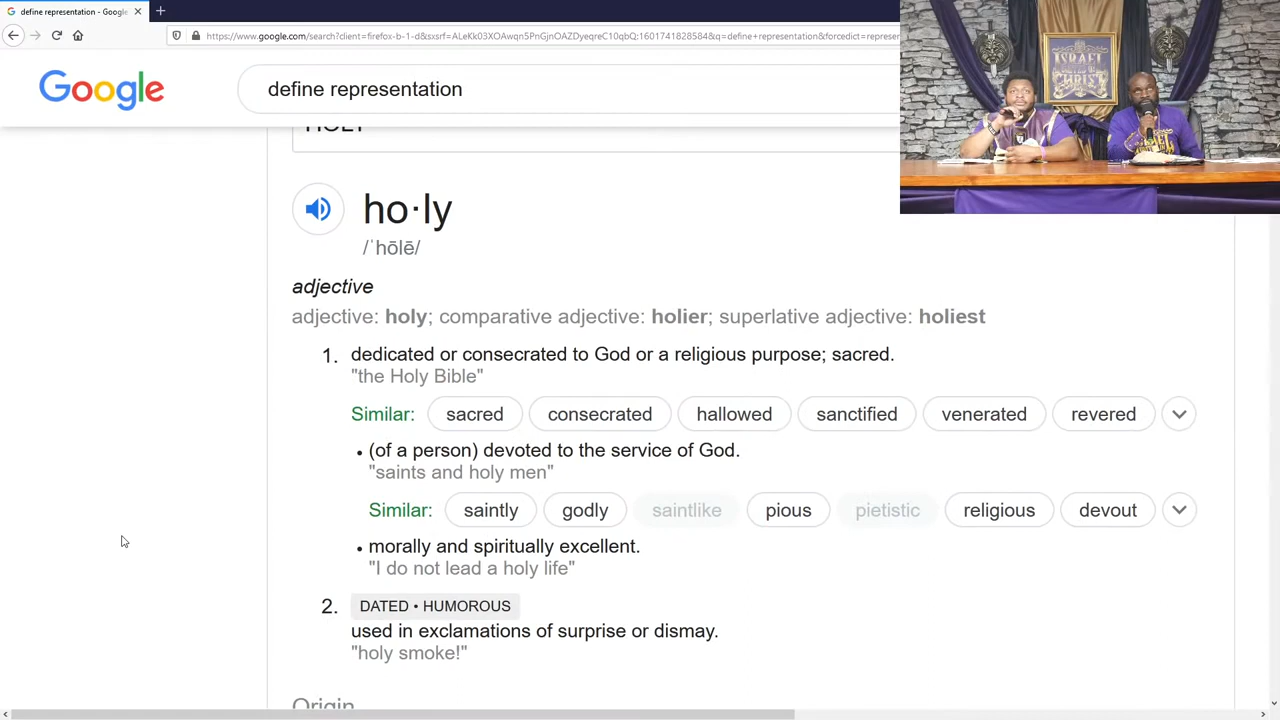 define representation - Google
https://www.google.com/search?client=firefox-b-1-d&sxsrf=ALeKk03XOAwqn5PnGjnOAZDyeqreC10qbQ:1601741828584&q=define+representation&forcedict=represen
Google
define representation
HOLY
ISRAEL
UNITED IN
CHRIST
ho·ly
/ˈhōlē/
adjective
adjective: holy; comparative adjective: holier; superlative adjective: holiest
1. dedicated or consecrated to God or a religious purpose; sacred.
"the Holy Bible"
Similar: sacred consecrated hallowed sanctified venerated revered
• (of a person) devoted to the service of God.
"saints and holy men"
Similar: saintly godly saintlike pious pietistic religious devout
• morally and spiritually excellent.
"I do not lead a holy life"
2. DATED • HUMOROUS
used in exclamations of surprise or dismay.
"holy smoke!"
Origin